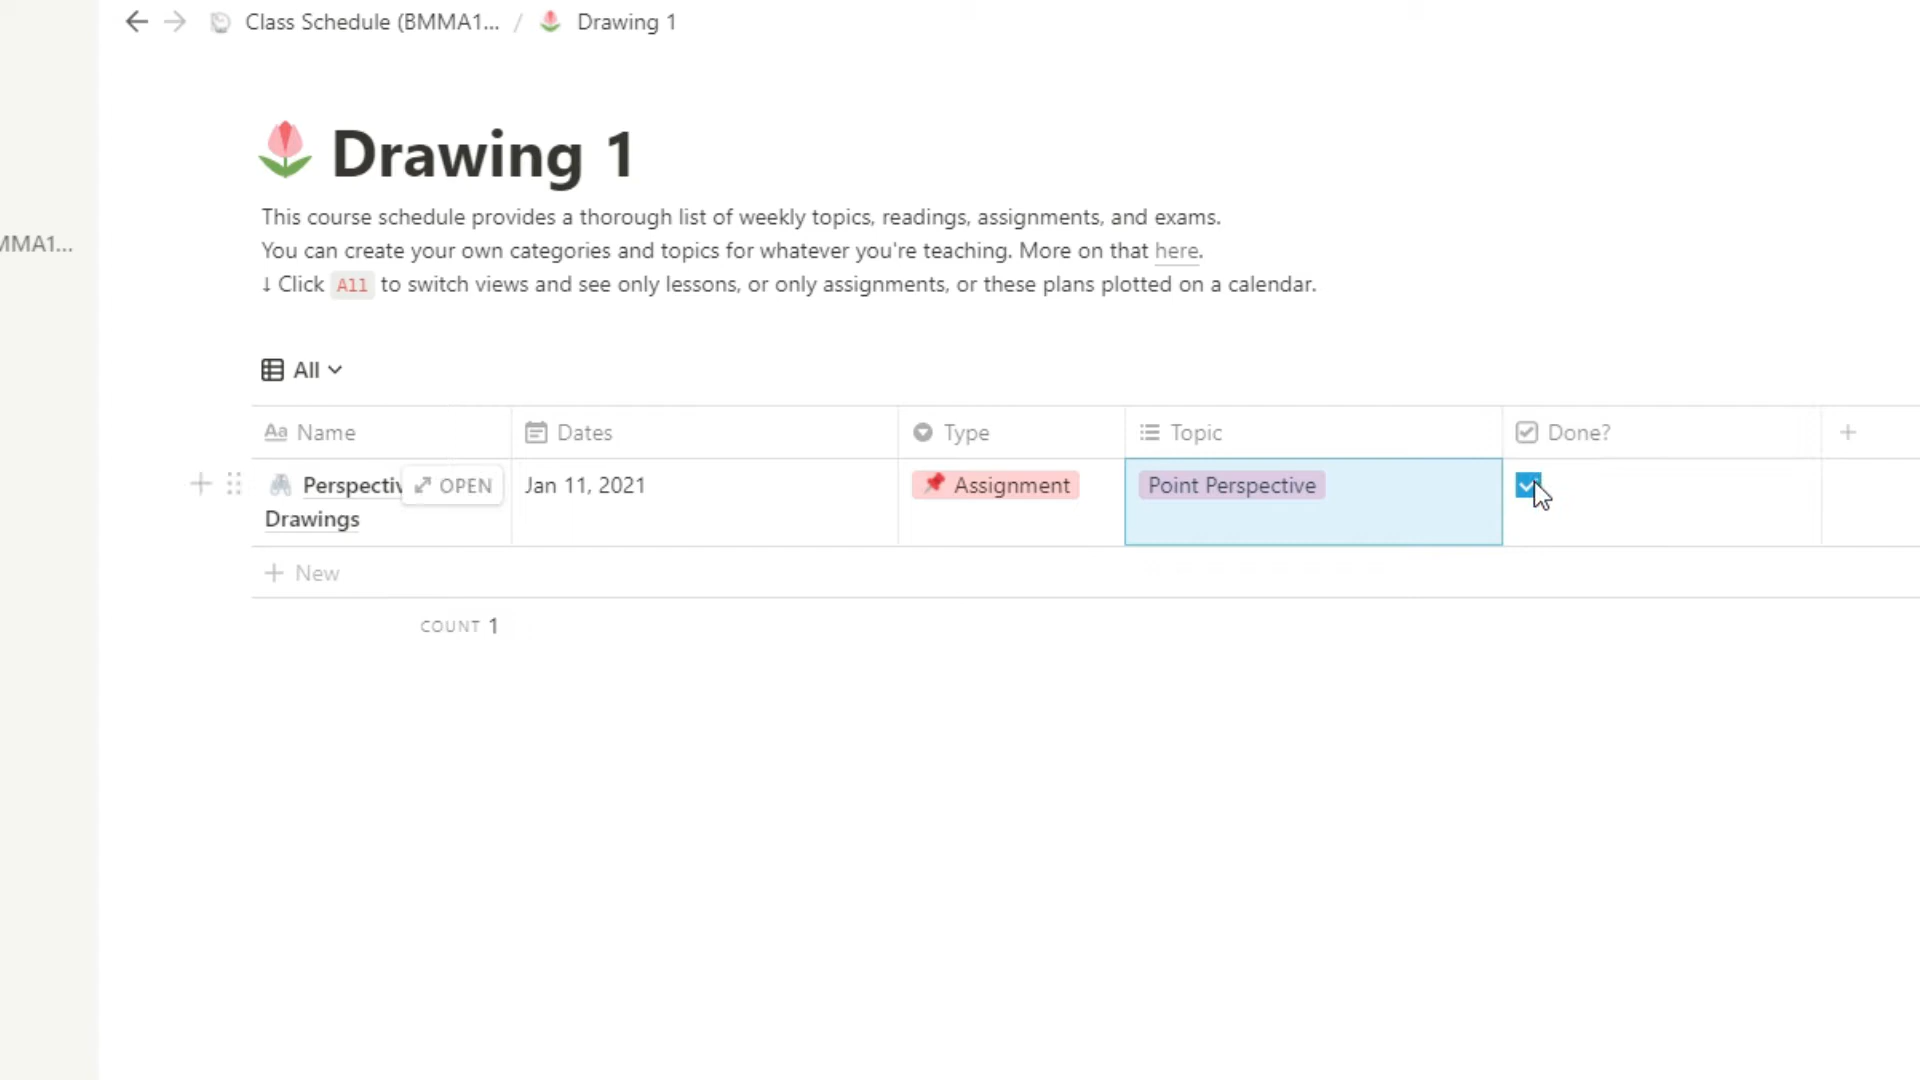 Class Schedule (BMMA1... / Drawing 1
MMA1...
Drawing 1
This course schedule provides a thorough list of weekly topics, readings, assignments, and exams.
You can create your own categories and topics for whatever you're teaching. More on that here.
↓ Click All to switch views and see only lessons, or only assignments, or these plans plotted on a calendar.
All
Aa Name Dates Type Topic Done? +
Perspectiv OPEN Jan 11, 2021 Assignment Point Perspective
Drawings
+ New
COUNT 1